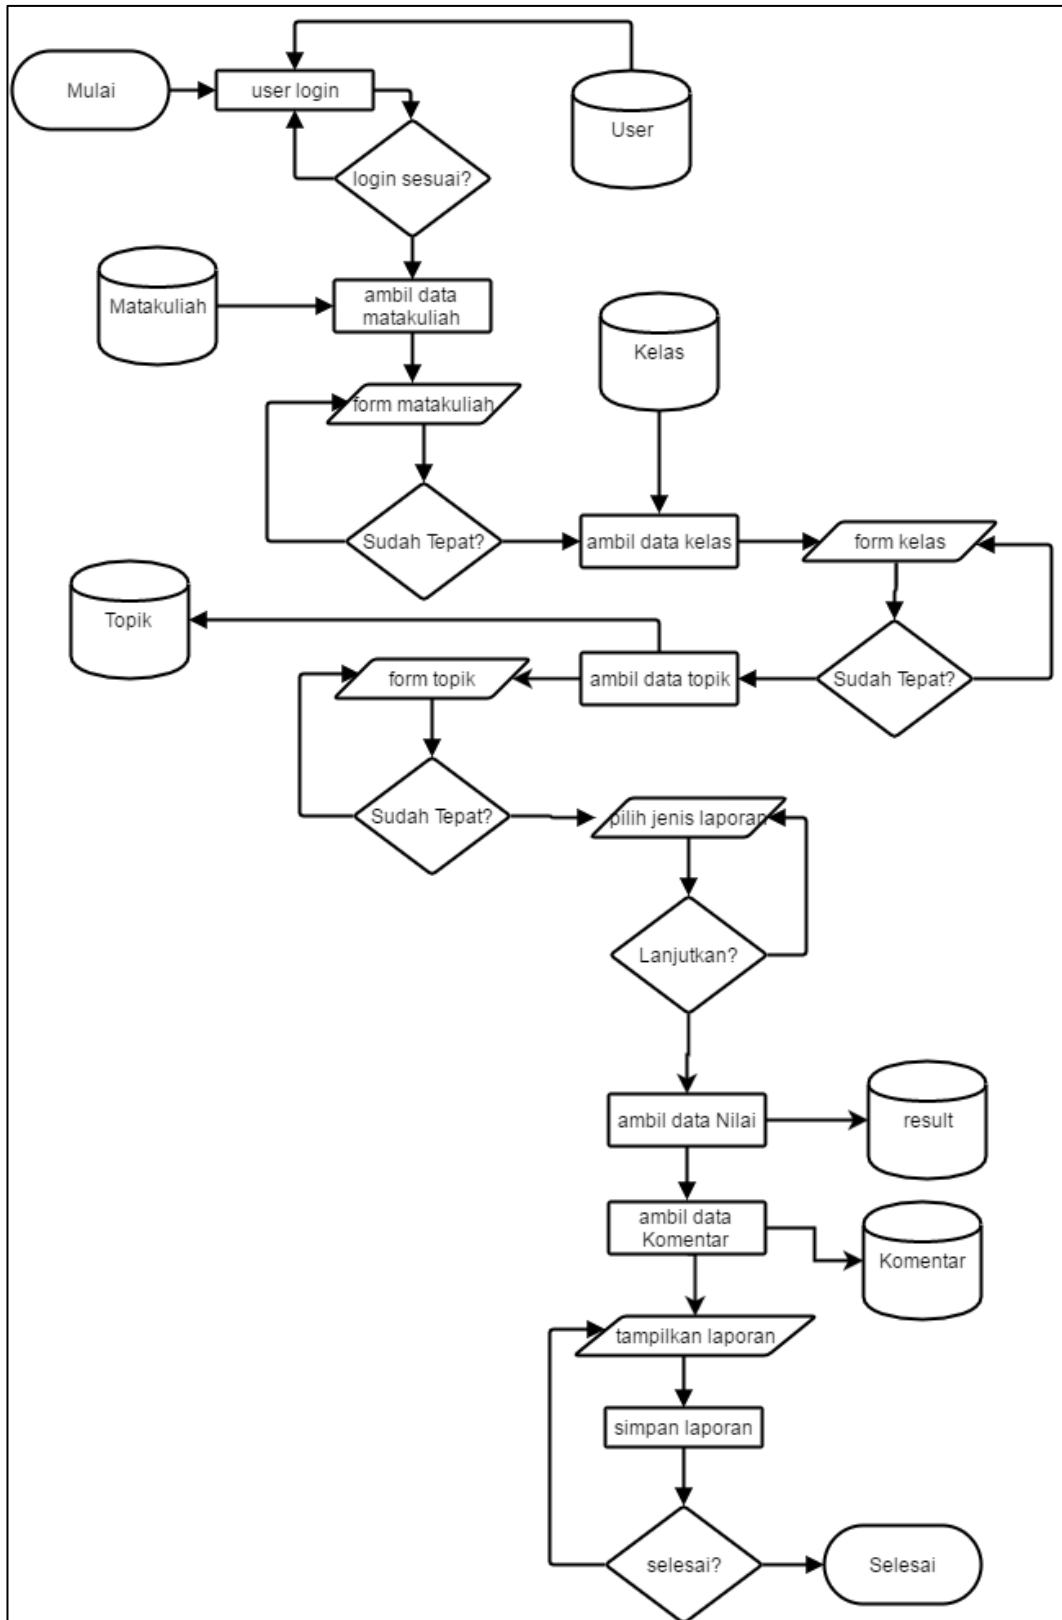 Mulai
user login
User
login sesuai?
Matakuliah
ambil data
matakuliah
Kelas
form matakuliah
Sudah Tepat?
ambil data kelas
form kelas
Topik
form topik
ambil data topik
Sudah Tepat?
Sudah Tepat?
pilih jenis laporan
Lanjutkan?
ambil data Nilai
result
ambil data
Komentar
Komentar
tampilkan laporan
simpan laporan
selesai?
Selesai